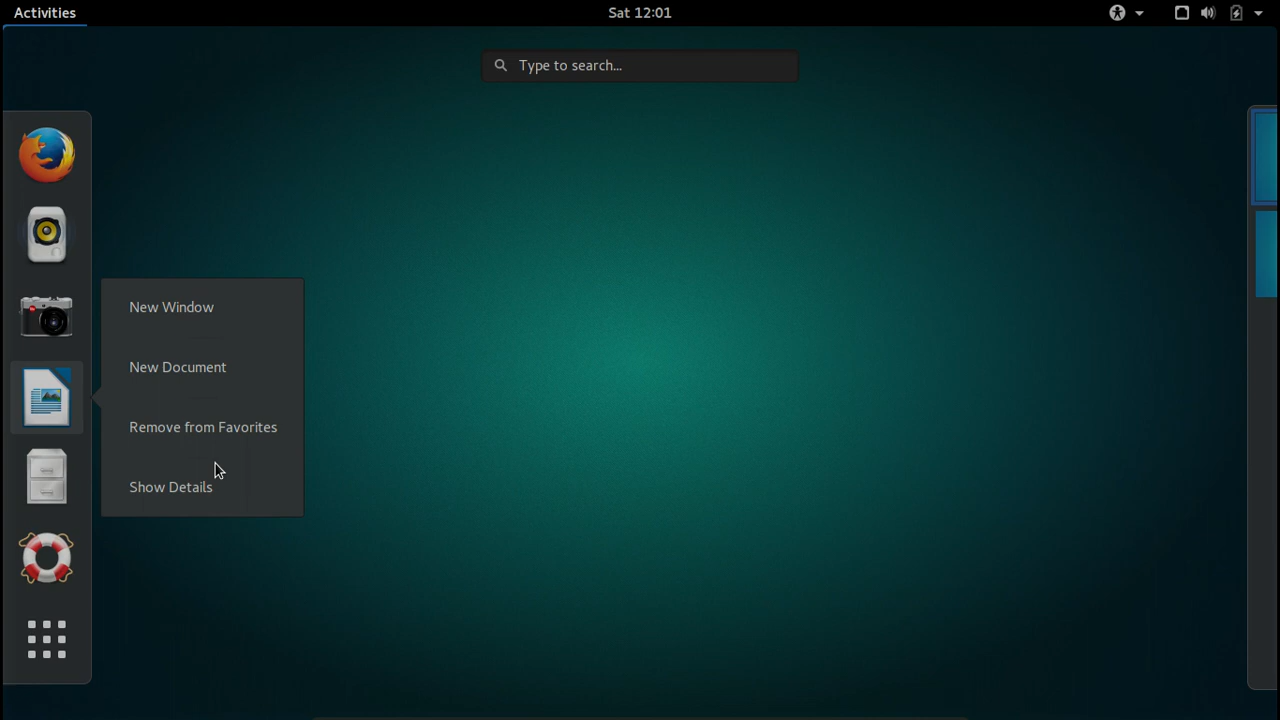 Activities
Sat 12:01
Type to search...
New Window
New Document
Remove from Favorites
Show Details